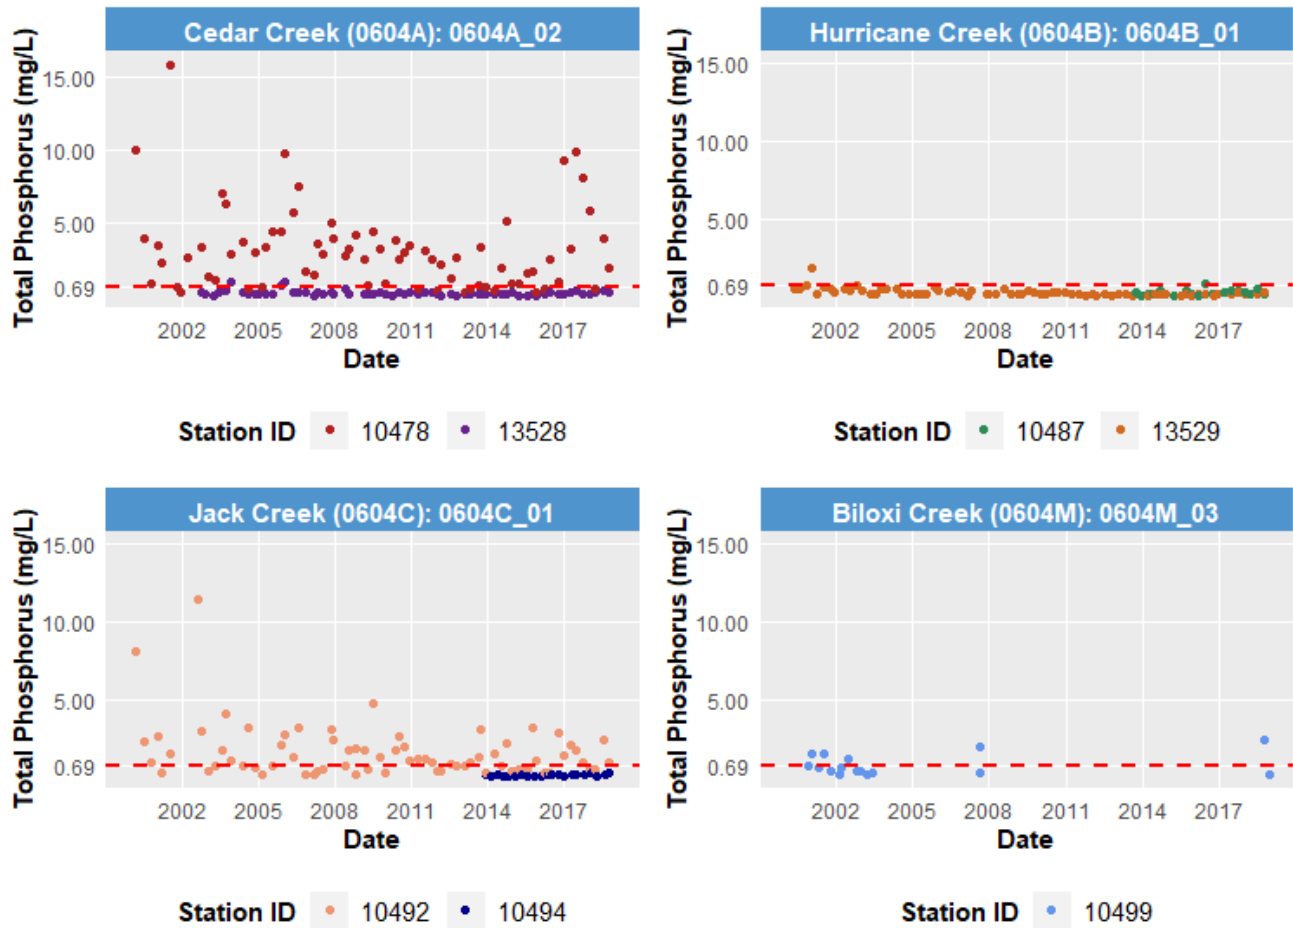 Cedar Creek (0604A): 0604A_02
Total Phosphorus (mg/L)
15.00
10.00
5.00
0.69
2002 2005 2008 2011 2014 2017
Date
Station ID 10478 13528
Hurricane Creek (0604B): 0604B_01
Total Phosphorus (mg/L)
15.00
10.00
5.00
0.69
2002 2005 2008 2011 2014 2017
Date
Station ID 10487 13529
Jack Creek (0604C): 0604C_01
Total Phosphorus (mg/L)
15.00
10.00
5.00
0.69
2002 2005 2008 2011 2014 2017
Date
Station ID 10492 10494
Biloxi Creek (0604M): 0604M_03
Total Phosphorus (mg/L)
15.00
10.00
5.00
0.69
2002 2005 2008 2011 2014 2017
Date
Station ID 10499